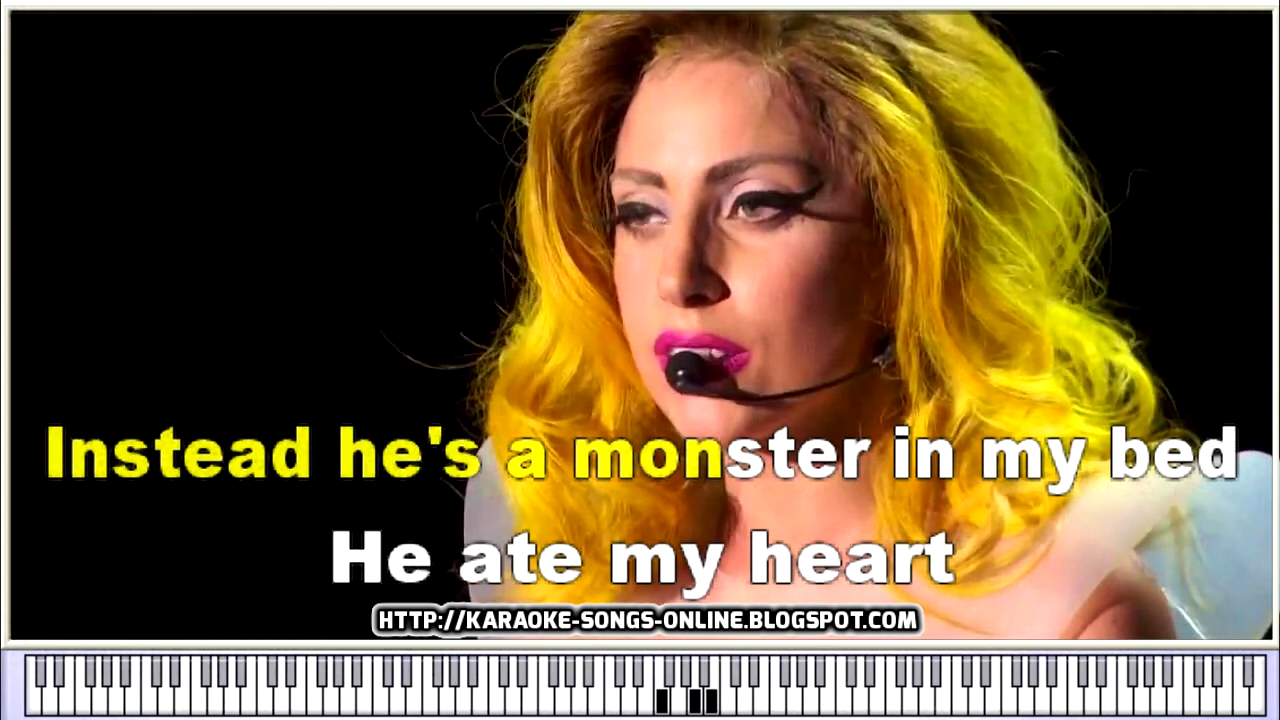 Instead he's a monster in my bed
He ate my heart
HTTP://KARAOKE-SONGS-ONLINE.BLOGSPOT.COM